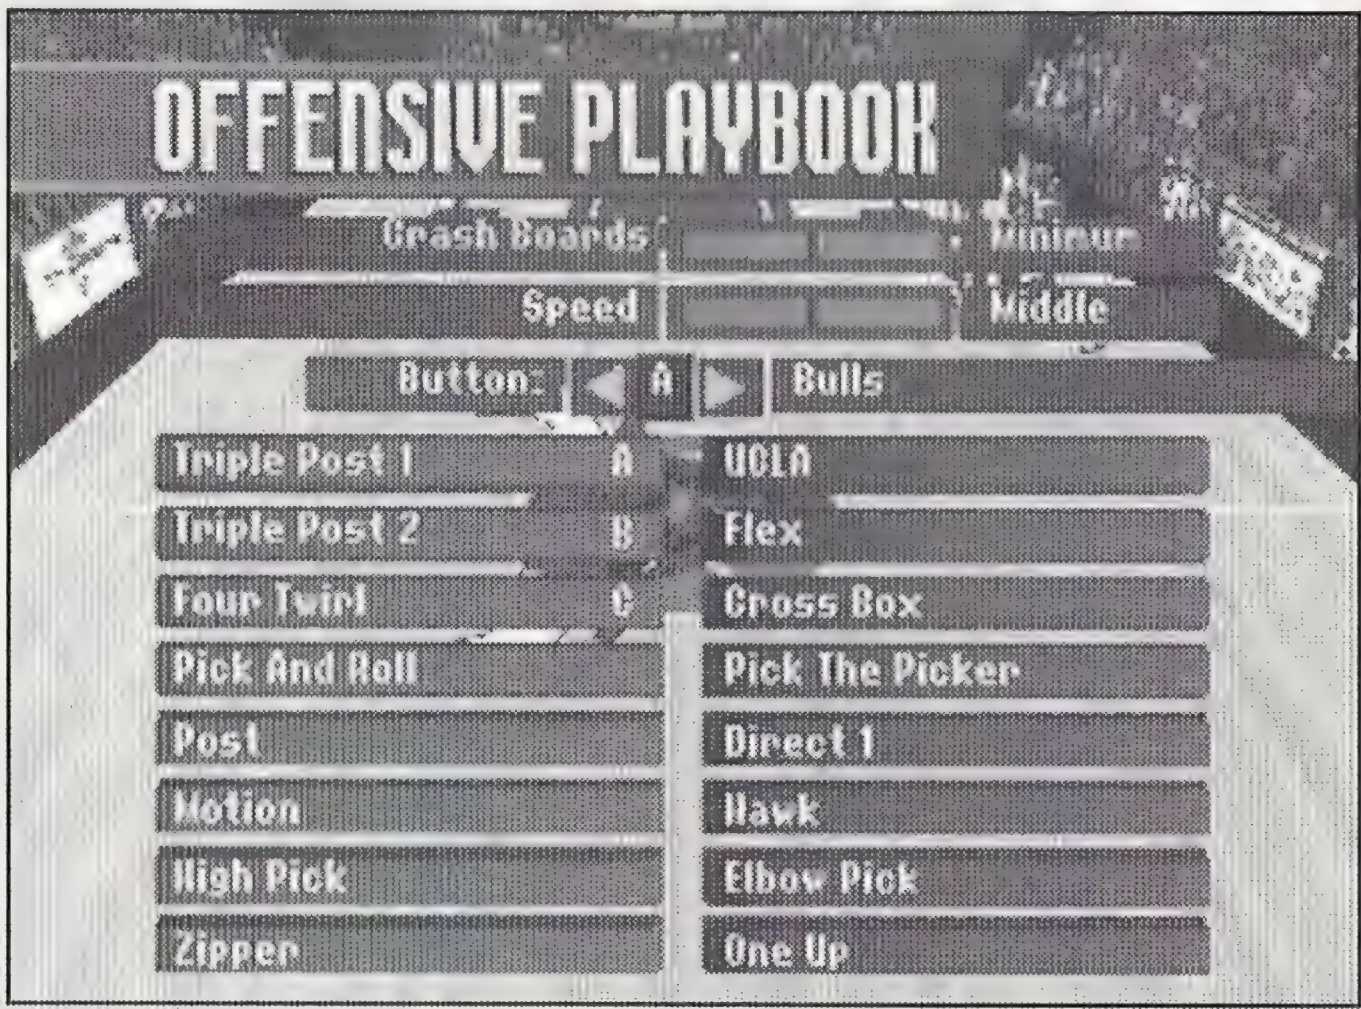 OFFENSIVE PLAYBOOK
Crash Boards Minimum
Speed Middle
Button: A Bulls
Triple Post 1 A UCLA
Triple Post 2 B Flex
Four Twirl C Cross Box
Pick And Roll Pick The Picker
Post Direct 1
Motion Hawk
High Pick Elbow Pick
Zipper One Up